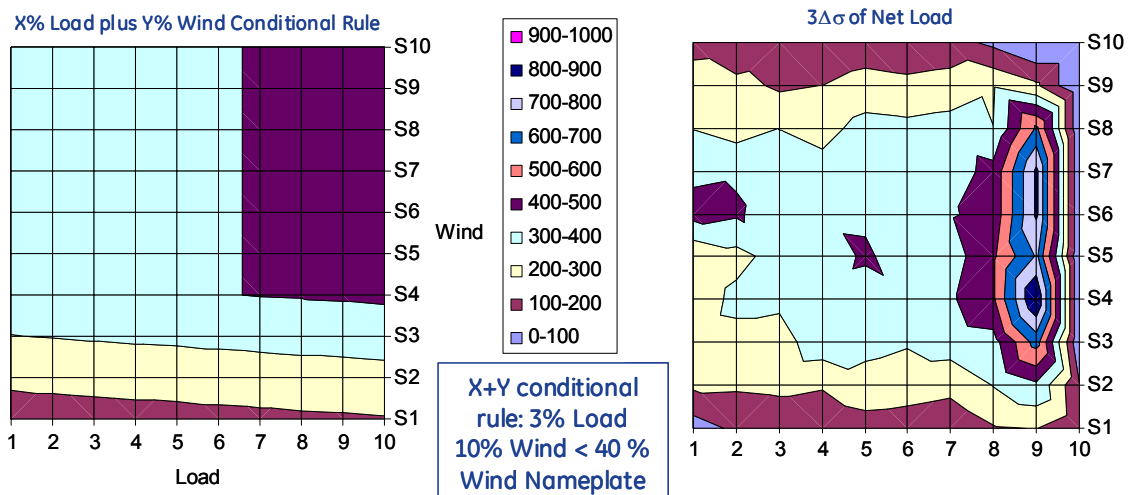 X% Load plus Y% Wind Conditional Rule
S10
S9
S8
S7
S6
S5
S4
S3
S2
S1
1 2 3 4 5 6 7 8 9 10
Load
Wind
900-1000
800-900
700-800
600-700
500-600
400-500
300-400
200-300
100-200
0-100
X+Y conditional
rule: 3% Load
10% Wind < 40 %
Wind Nameplate
3Δσ of Net Load
S10
S9
S8
S7
S6
S5
S4
S3
S2
S1
1 2 3 4 5 6 7 8 9 10